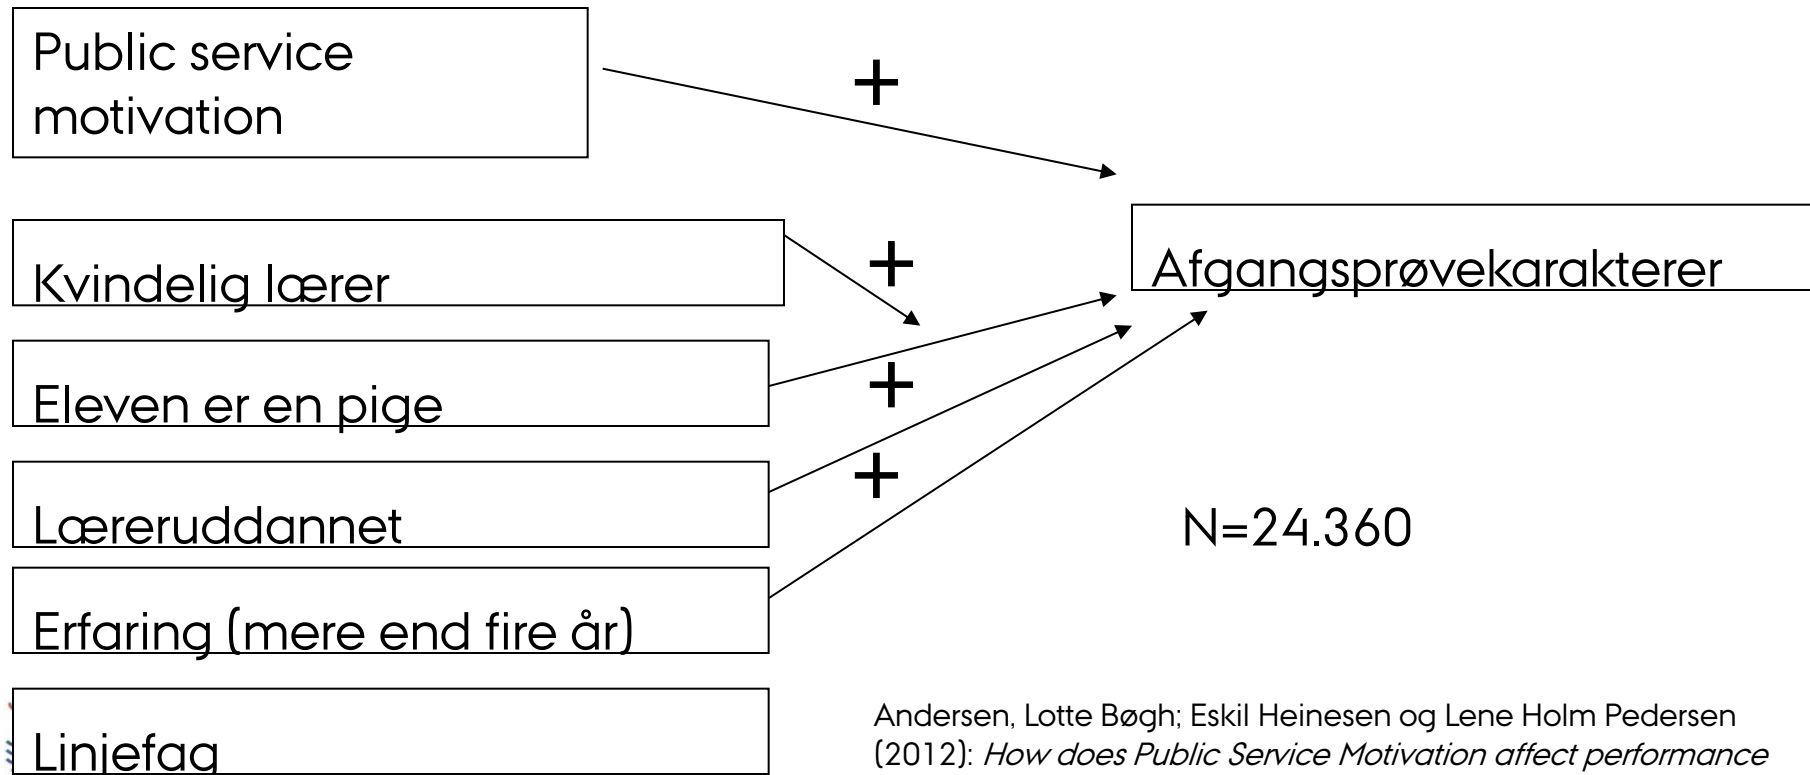 Public service
motivation
+
Kvindelig lærer
+
Afgangsprøvekarakterer
Eleven er en pige
+
Læreruddannet
+
N=24.360
Erfaring (mere end fire år)
Linjefag
Andersen, Lotte Bøgh; Eskil Heinesen og Lene Holm Pedersen
(2012): How does Public Service Motivation affect performance